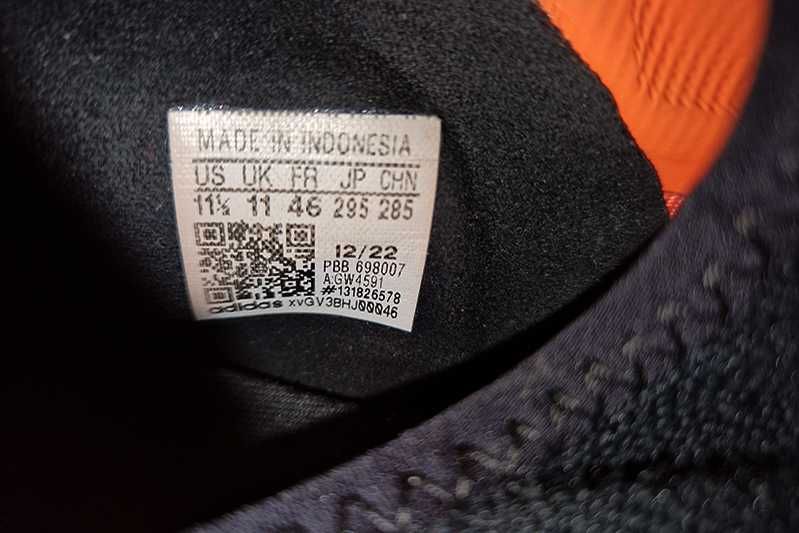 MADE IN INDONESIA
US UK FR JP CHN
11½ 11 46 295 285
12/22
PBB 698007
A:GW4591
#131826578
adidas xvGV3BHJ00046